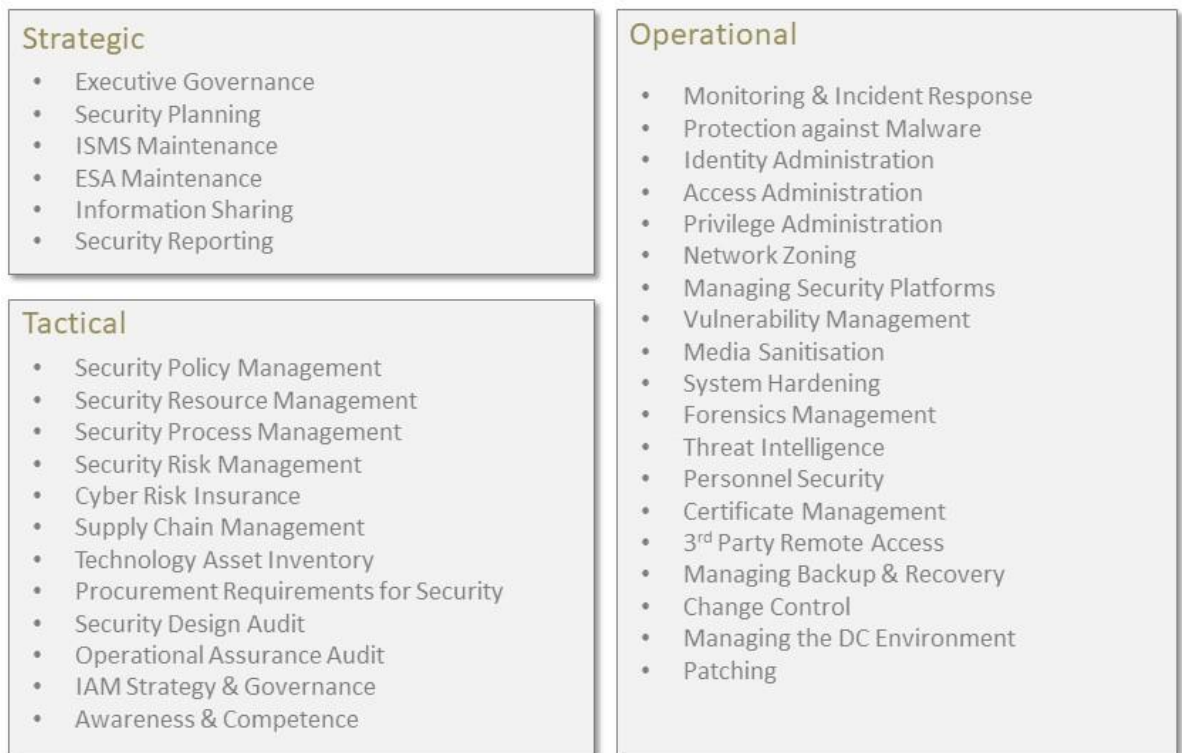 Strategic
• Executive Governance
• Security Planning
• ISMS Maintenance
• ESA Maintenance
• Information Sharing
• Security Reporting
Tactical
• Security Policy Management
• Security Resource Management
• Security Process Management
• Security Risk Management
• Cyber Risk Insurance
• Supply Chain Management
• Technology Asset Inventory
• Procurement Requirements for Security
• Security Design Audit
• Operational Assurance Audit
• IAM Strategy & Governance
• Awareness & Competence
Operational
• Monitoring & Incident Response
• Protection against Malware
• Identity Administration
• Access Administration
• Privilege Administration
• Network Zoning
• Managing Security Platforms
• Vulnerability Management
• Media Sanitisation
• System Hardening
• Forensics Management
• Threat Intelligence
• Personnel Security
• Certificate Management
• 3rd Party Remote Access
• Managing Backup & Recovery
• Change Control
• Managing the DC Environment
• Patching